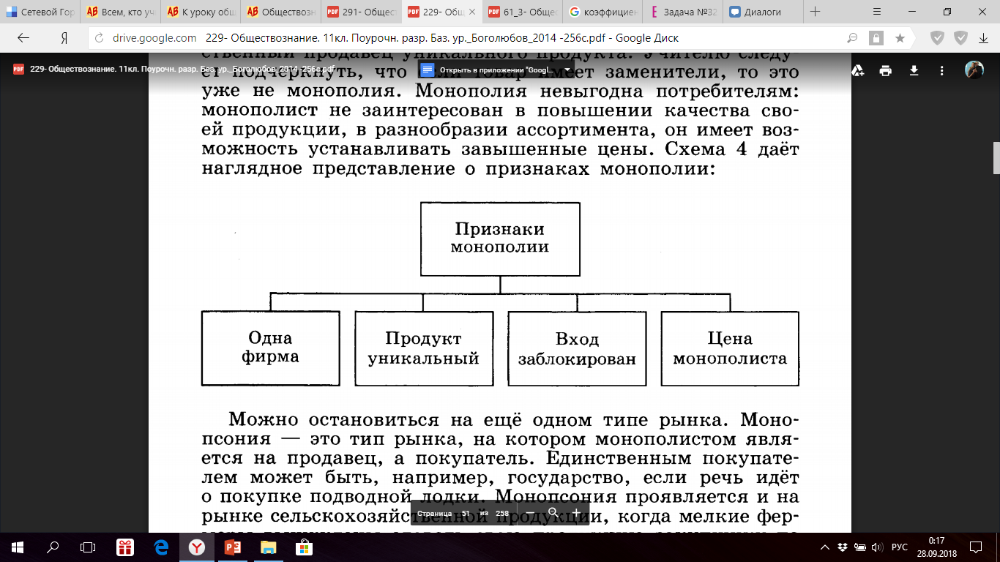 Сетевой Гор
Всем, кто уч
К уроку общ
Обществозн
291- Общест
229- Общ
61_3- Общес
коэффициен
Задача №32
Диалоги
drive.google.com 229- Обществознание. 11кл. Поурочн. разр. Баз. ур._Боголюбов_2014 -256с.pdf - Google Диск
ственный продавец уникального продукта. Учителю следу-
229- Обществознание. 11кл. Поурочн. разр. Баз. ур._Боголюбов_2014 -256с.pdf
Открыть в приложении "Googl...
ет подчеркнуть, что если товар имеет заменители, то это
уже не монополия. Монополия невыгодна потребителям:
монополист не заинтересован в повышении качества сво-
ей продукции, в разнообразии ассортимента, он имеет воз-
можность устанавливать завышенные цены. Схема 4 даёт
наглядное представление о признаках монополии:
Признаки
монополии
Одна
фирма
Продукт
уникальный
Вход
заблокирован
Цена
монополиста
Можно остановиться на ещё одном типе рынка. Моно-
псония — это тип рынка, на котором монополистом явля-
ется на продавец, а покупатель. Единственным покупате-
лем может быть, например, государство, если речь идёт
о покупке подводной лодки. Монопсония проявляется и на
рынке сельскохозяйственной продукции, когда мелкие фер-
Страница 51 из 258
РУС
0:17
28.09.2018